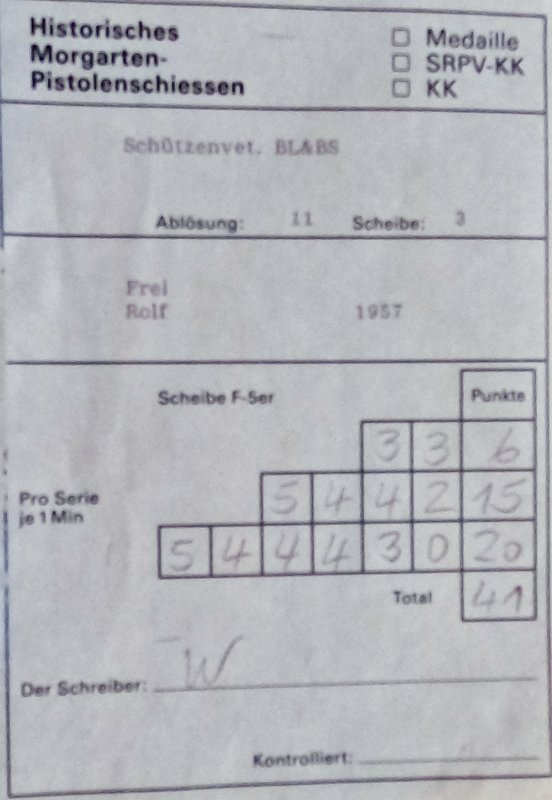 Historisches
Morgarten-
Pistolenschiessen
☐ Medaille
☐ SRPV-KK
☐ KK
Schützenvet. BL&BS
Ablösung: 11 Scheibe: 3
Frei
Rolf 1957
Scheibe F-5er Punkte
3 3 6
Pro Serie
je 1 Min
5 4 4 2 15
5 4 4 4 3 0 20
Total 41
Der Schreiber: W
Kontrolliert: